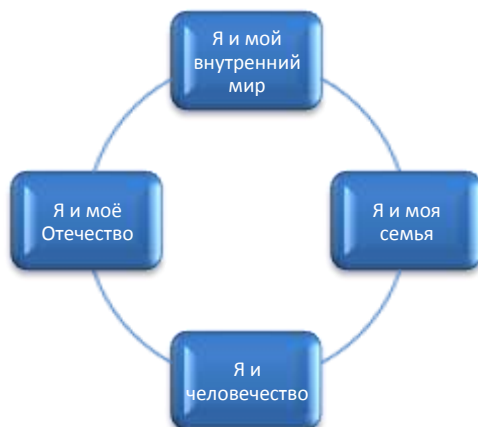 Я и мой
внутренний
мир
Я и моё
Отечество
Я и моя
семья
Я и
человечество